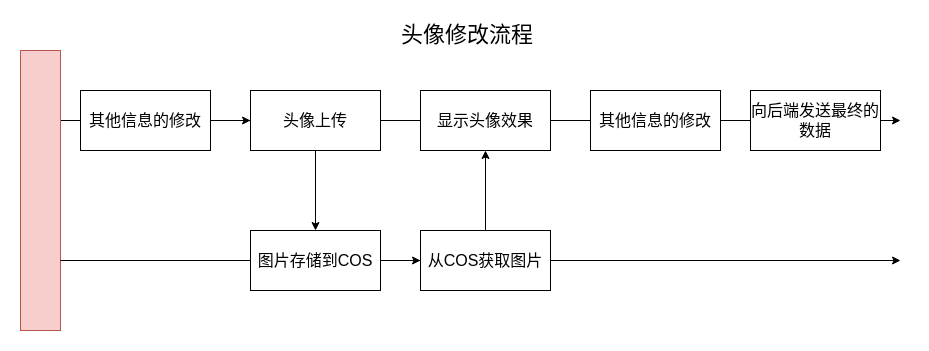 头像修改流程
其他信息的修改
头像上传
显示头像效果
其他信息的修改
向后端发送最终的
数据
图片存储到COS
从COS获取图片